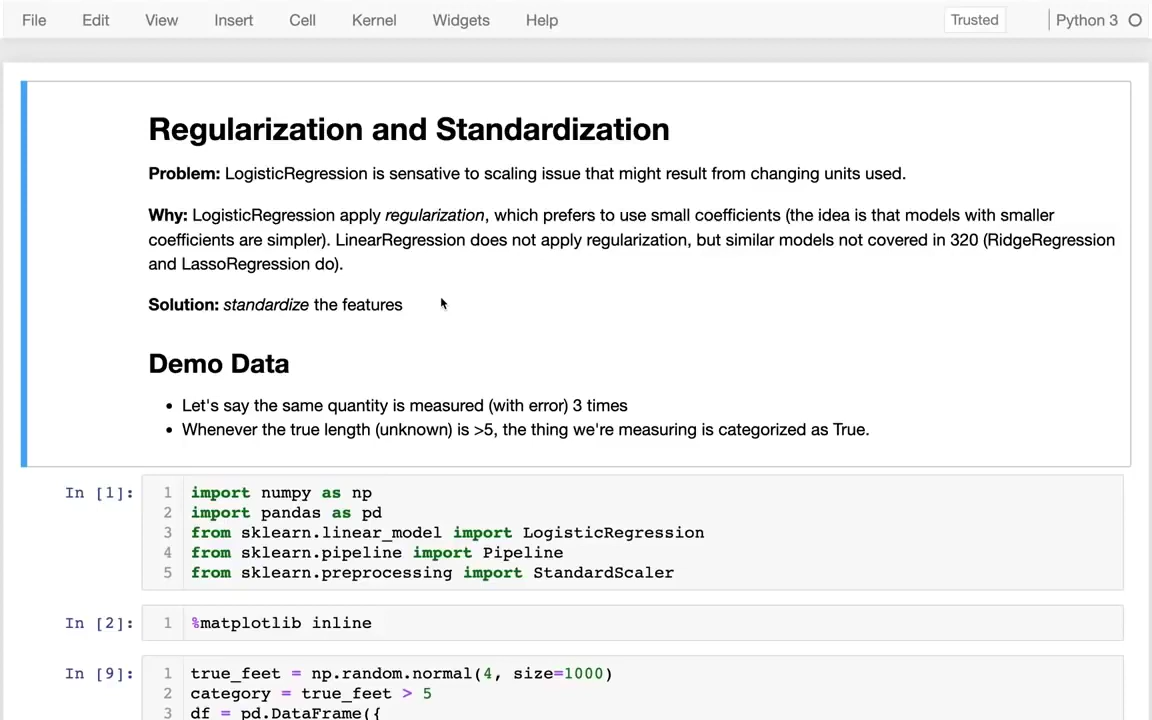 File Edit View Insert Cell Kernel Widgets Help Trusted Python 3
Regularization and Standardization
Problem: LogisticRegression is sensative to scaling issue that might result from changing units used.
Why: LogisticRegression apply regularization, which prefers to use small coefficients (the idea is that models with smaller
coefficients are simpler). LinearRegression does not apply regularization, but similar models not covered in 320 (RidgeRegression
and LassoRegression do).
Solution: standardize the features
Demo Data
• Let's say the same quantity is measured (with error) 3 times
• Whenever the true length (unknown) is >5, the thing we're measuring is categorized as True.
In [1]: 1 import numpy as np
2 import pandas as pd
3 from sklearn.linear_model import LogisticRegression
4 from sklearn.pipeline import Pipeline
5 from sklearn.preprocessing import StandardScaler
In [2]: 1 %matplotlib inline
In [9]: 1 true_feet = np.random.normal(4, size=1000)
2 category = true_feet > 5
3 df = pd.DataFrame({